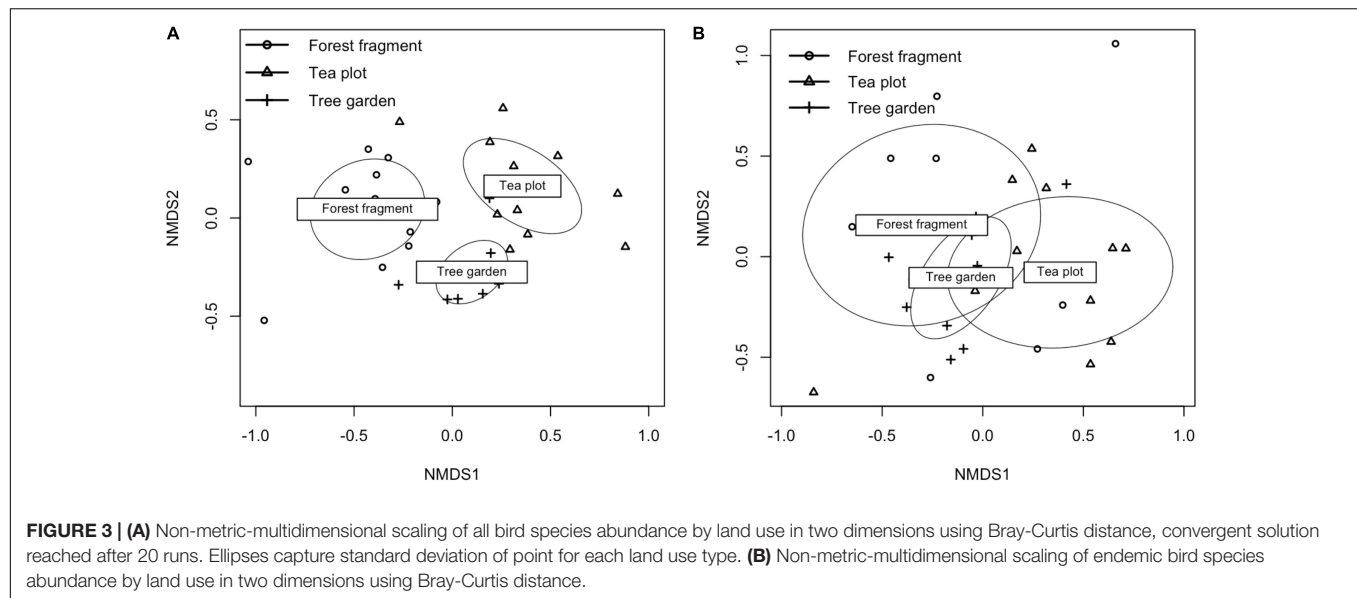 A
Forest fragment
Tea plot
Tree garden
0.5
0.0
-0.5
NMDS2
Forest fragment
Tea plot
Tree garden
-1.0 -0.5 0.0 0.5 1.0
NMDS1
B
Forest fragment
Tea plot
Tree garden
1.0
0.5
0.0
-0.5
NMDS2
Forest fragment
Tree garden
Tea plot
-1.0 -0.5 0.0 0.5 1.0
NMDS1
FIGURE 3 | (A) Non-metric-multidimensional scaling of all bird species abundance by land use in two dimensions using Bray-Curtis distance, convergent solution
reached after 20 runs. Ellipses capture standard deviation of point for each land use type. (B) Non-metric-multidimensional scaling of endemic bird species
abundance by land use in two dimensions using Bray-Curtis distance.